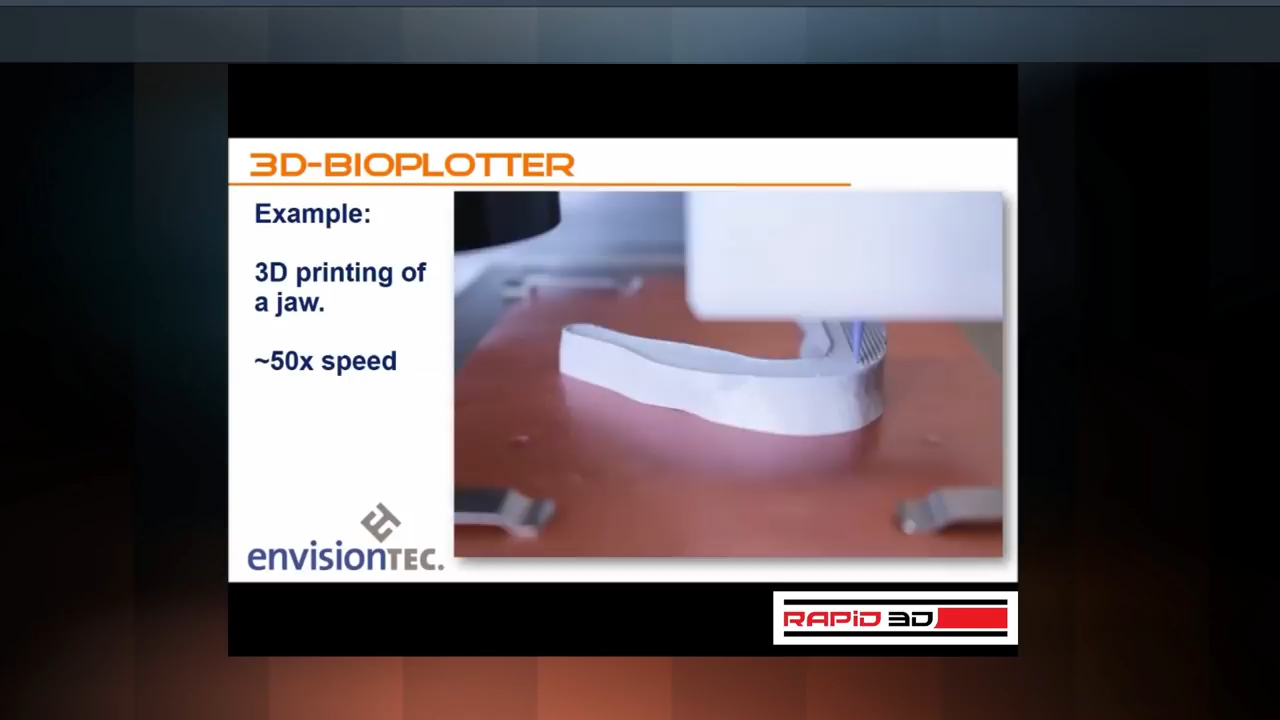 3D-BIOPLOTTER
Example:
3D printing of
a jaw.
~50x speed
envisionTEC.
RAPiD 3D